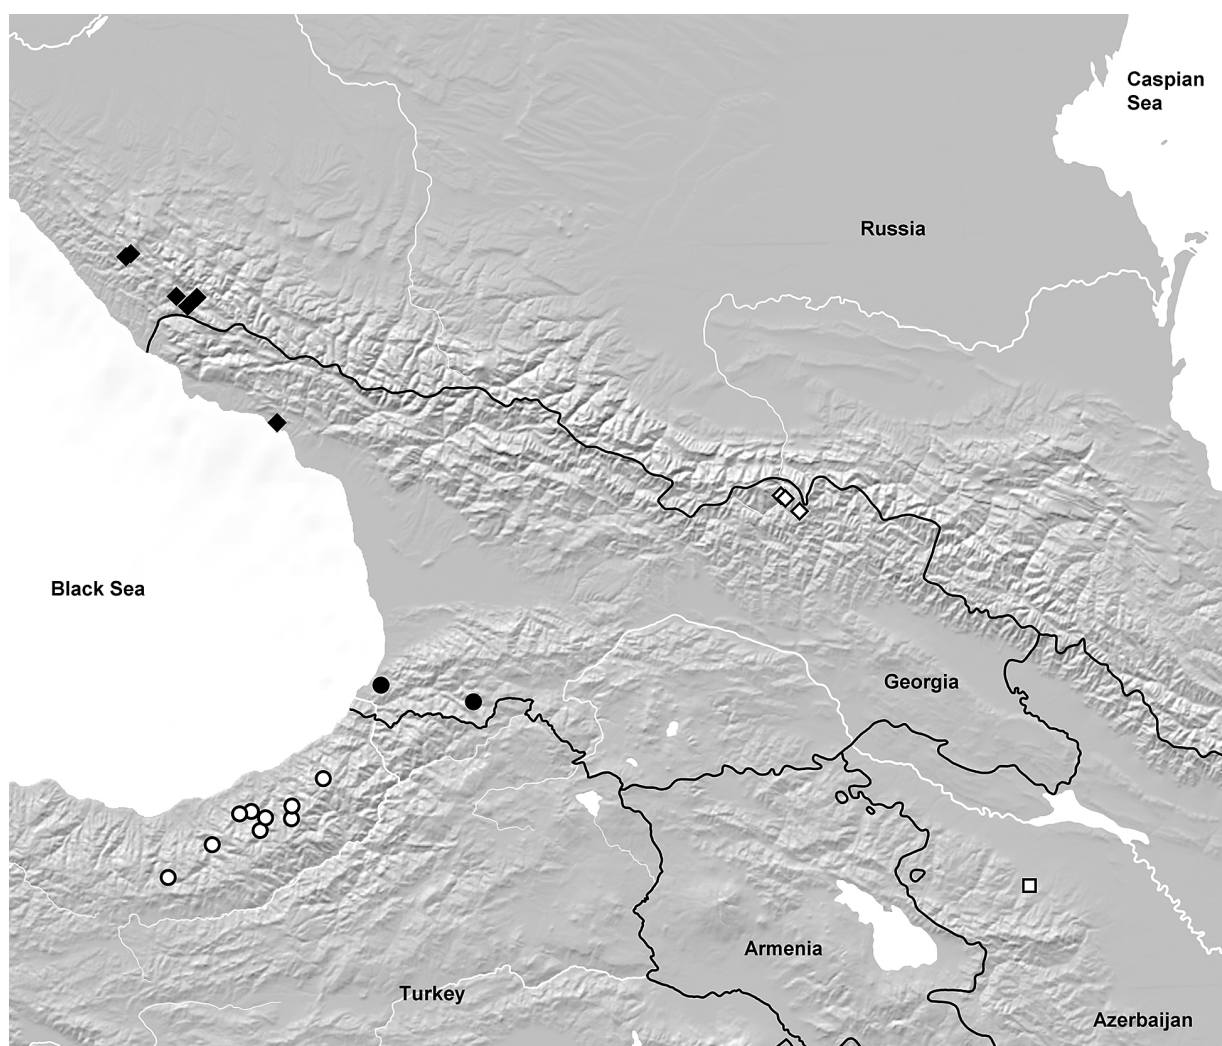 Caspian
Sea
Russia
Black Sea
Georgia
Armenia
Turkey
Azerbaijan